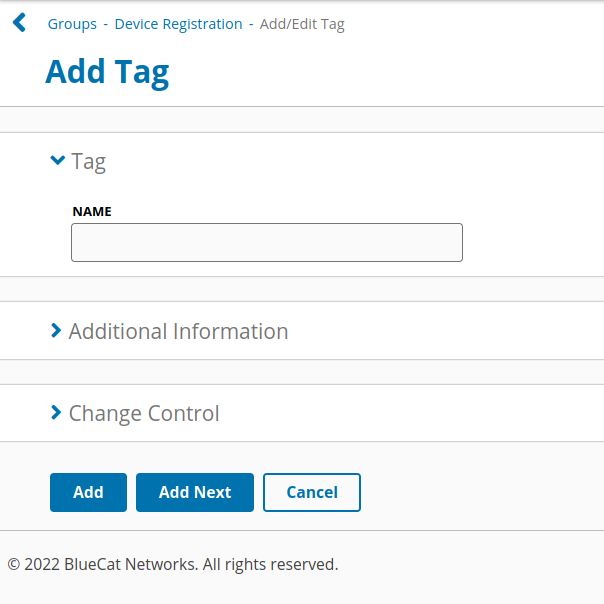 Groups - Device Registration - Add/Edit Tag
Add Tag
Tag
NAME
Additional Information
Change Control
Add Add Next Cancel
© 2022 BlueCat Networks. All rights reserved.